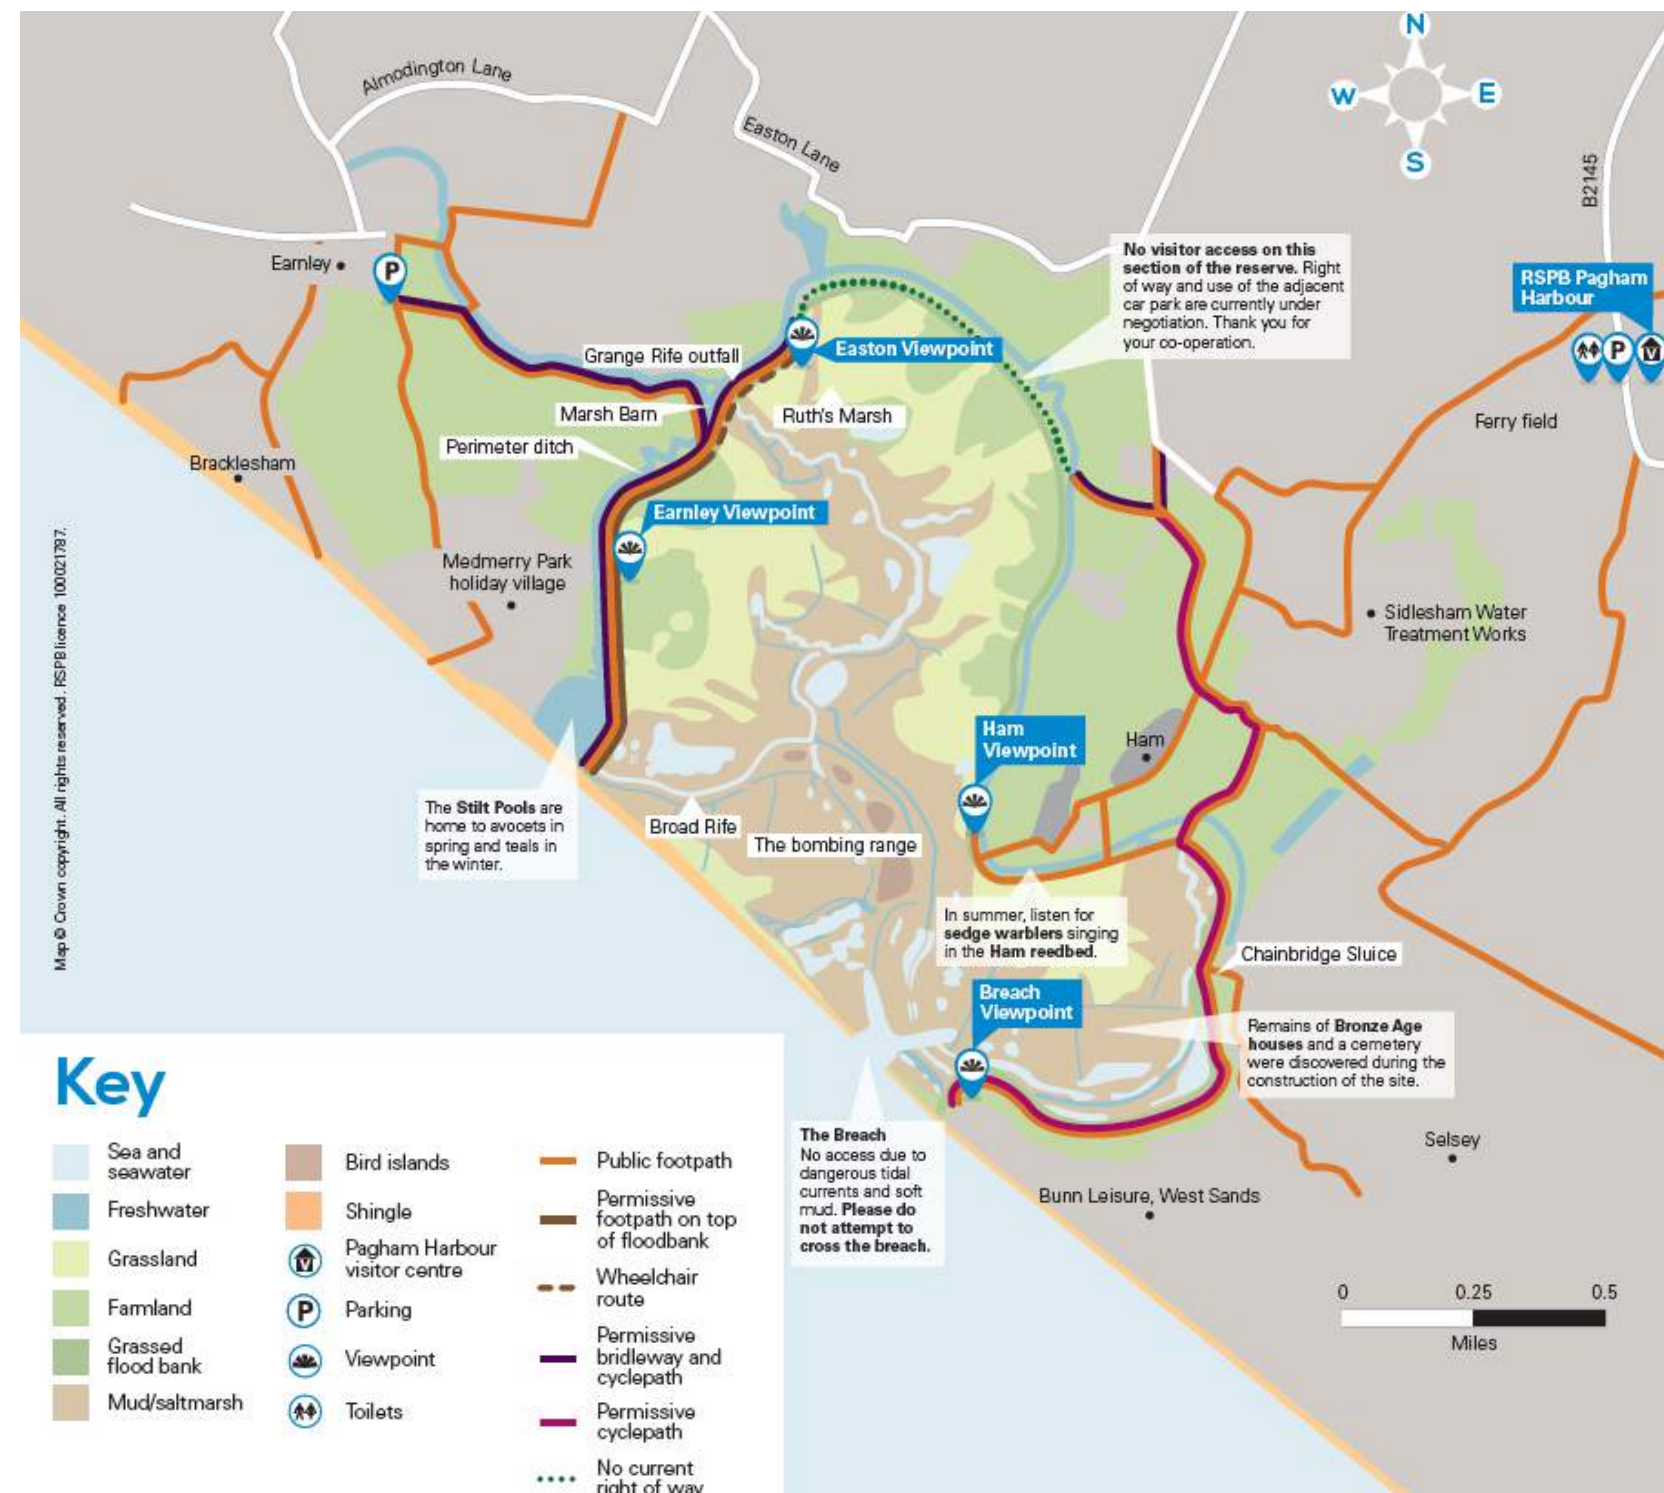 Almodington Lane
Easton Lane
N
W
E
S
B2145
Earnley
P
No visitor access on this
section of the reserve. Right
of way and use of the adjacent
car park are currently under
negotiation. Thank you for
your co-operation.
RSPB Pagham
Harbour
P
V
Grange Rife outfall
Easton Viewpoint
Marsh Barn
Ruth's Marsh
Ferry field
Perimeter ditch
Bracklesham
Earnley Viewpoint
Medmerry Park
holiday village
Sidlesham Water
Treatment Works
Ham
Viewpoint
Ham
The Stilt Pools are
home to avocets in
spring and teals in
the winter.
Broad Rife
The bombing range
In summer, listen for
sedge warblers singing
in the Ham reedbed.
Chainbridge Sluice
Breach
Viewpoint
Remains of Bronze Age
houses and a cemetery
were discovered during the
construction of the site.
The Breach
No access due to
dangerous tidal
currents and soft
mud. Please do
not attempt to
cross the breach.
Selsey
Bunn Leisure, West Sands
Map © Crown copyright. All rights reserved. RSPB licence 100021787.
Key
Sea and
seawater
Freshwater
Grassland
Farmland
Grassed
flood bank
Mud/saltmarsh
Bird islands
Shingle
V
Pagham Harbour
visitor centre
P
Parking
Viewpoint
Toilets
Public footpath
Permissive
footpath on top
of floodbank
Wheelchair
route
Permissive
bridleway and
cyclepath
Permissive
cyclepath
No current
right of way
0 0.25 0.5
Miles